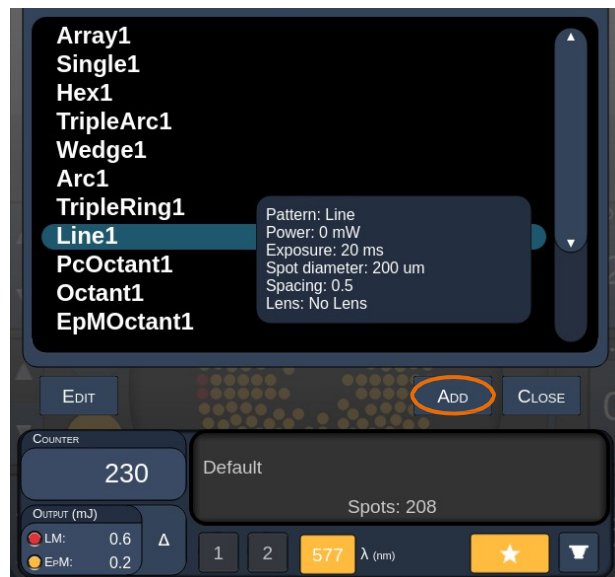 Array1
Single1
Hex1
TripleArc1
Wedge1
Arc1
TripleRing1
Line1
PcOctant1
Octant1
EpMOctant1
Pattern: Line
Power: 0 mW
Exposure: 20 ms
Spot diameter: 200 um
Spacing: 0.5
Lens: No Lens
EDIT
ADD
CLOSE
COUNTER
230
Default
Spots: 208
OUTPUT (mJ)
LM: 0.6
EPM: 0.2
Δ
1 2 577 λ (nm)